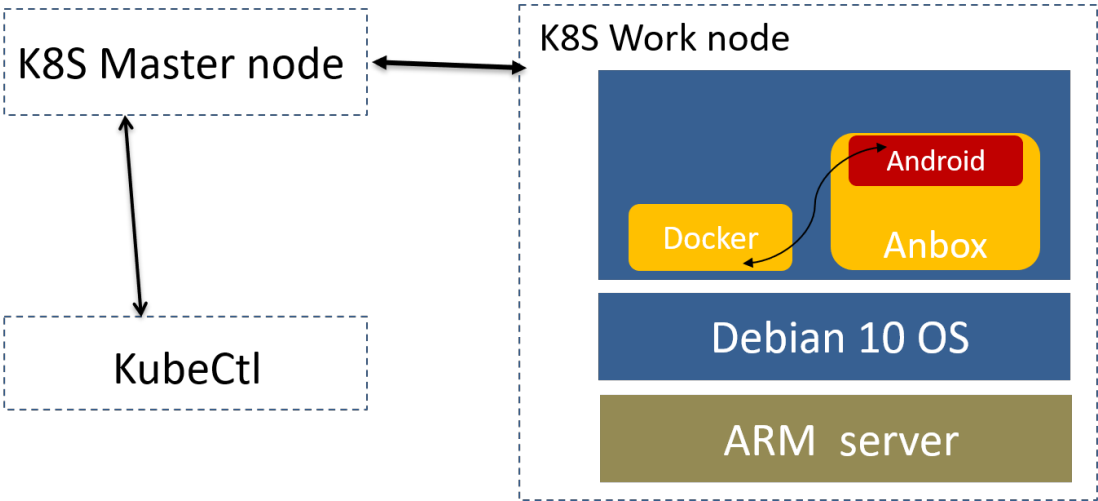 K8S Master node
K8S Work node
Android
Docker
Anbox
Debian 10 OS
KubeCtl
ARM server